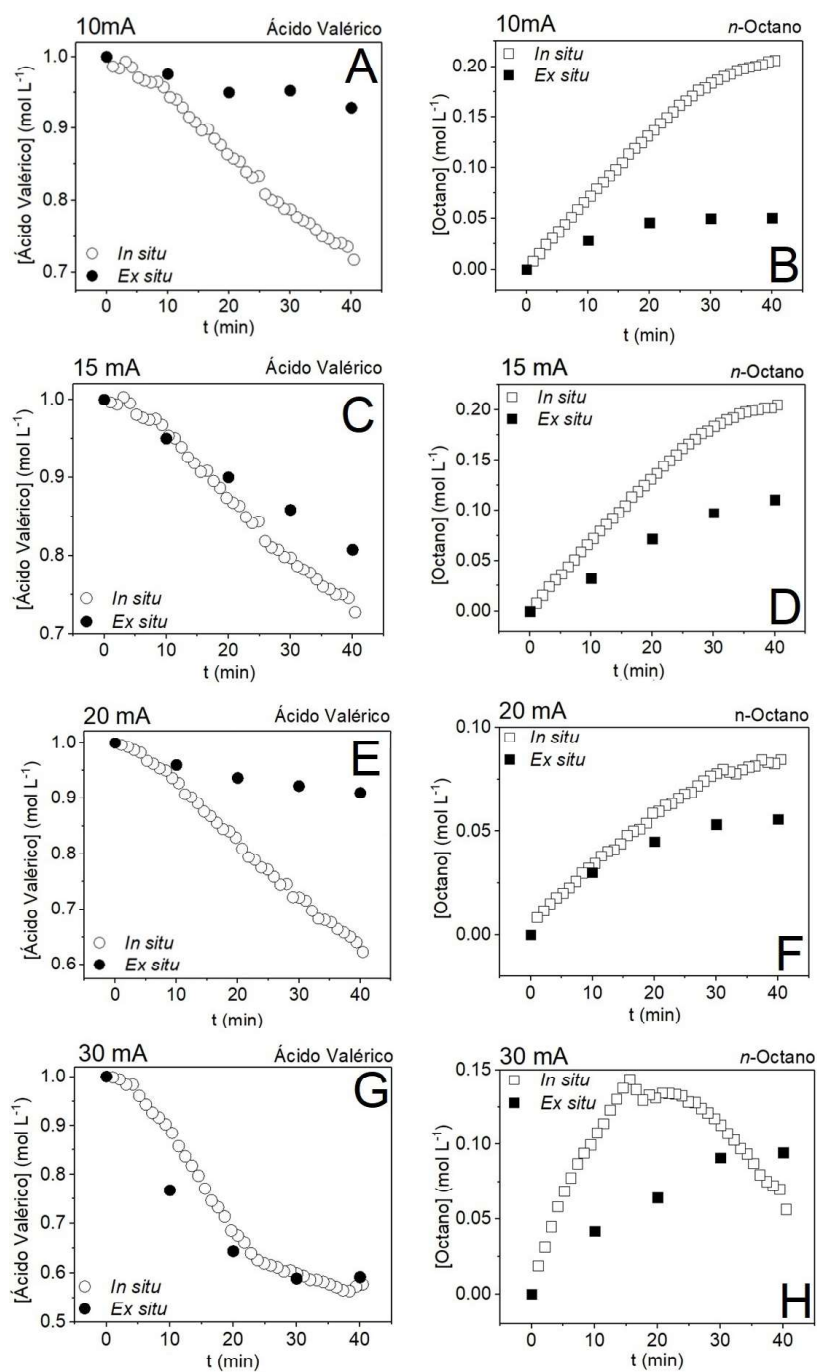 10mA Ácido Valérico
A
[Ácido Valérico] (mol L⁻¹)
1.0
0.9
0.8
0.7
In situ
Ex situ
0 10 20 30 40
t (min)
10mA n-Octano
In situ
Ex situ
B
[Octano] (mol L⁻¹)
0.20
0.15
0.10
0.05
0.00
0 10 20 30 40
t (min)
15 mA Ácido Valérico
C
[Ácido Valérico] (mol L⁻¹)
1.0
0.9
0.8
0.7
In situ
Ex situ
0 10 20 30 40
t (min)
15 mA n-Octano
In situ
Ex situ
D
[Octano] (mol L⁻¹)
0.20
0.15
0.10
0.05
0.00
0 10 20 30 40
t (min)
20 mA Ácido Valérico
E
[Ácido Valérico] (mol L⁻¹)
1.0
0.9
0.8
0.7
0.6
In situ
Ex situ
0 10 20 30 40
t (min)
20 mA n-Octano
In situ
Ex situ
F
[Octano] (mol L⁻¹)
0.10
0.05
0.00
0 10 20 30 40
t (min)
30 mA Ácido Valérico
G
[Ácido Valérico] (mol L⁻¹)
1.0
0.9
0.8
0.7
0.6
0.5
In situ
Ex situ
0 10 20 30 40
t (min)
30 mA n-Octano
In situ
Ex situ
H
[Octano] (mol L⁻¹)
0.15
0.10
0.05
0.00
0 10 20 30 40
t (min)